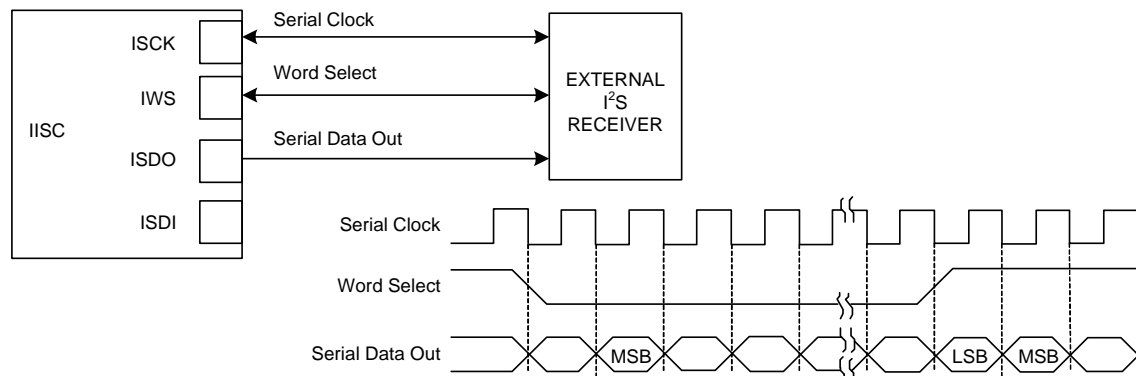 Serial Clock
ISCK
Word Select
IWS
EXTERNAL
I²S
RECEIVER
IISC
Serial Data Out
ISDO
ISDI
Serial Clock
Word Select
Serial Data Out
MSB
LSB
MSB